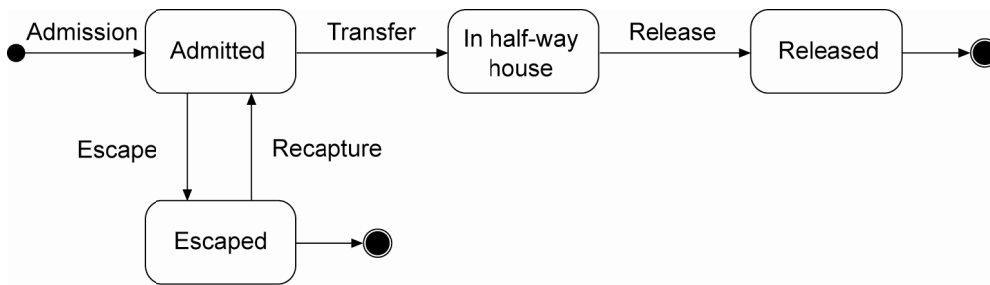 Admission
Admitted
Transfer
In half-way
house
Release
Released
Escape
Recapture
Escaped